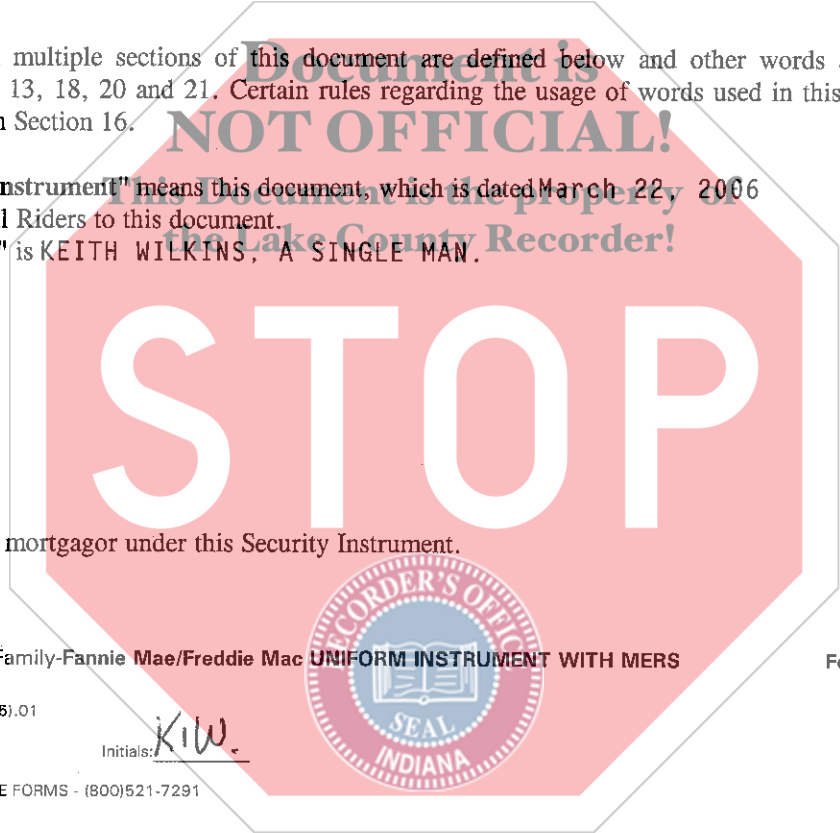 multiple sections of this document are defined below and other words
Document is
13, 18, 20 and 21. Certain rules regarding the usage of words used in this
Section 16.
NOT OFFICIAL!
nstrument" means this document, which is dated March 22, 2006
This Document is the property of
l Riders to this document.
the Lake County Recorder!
" is KEITH WILKINS, A SINGLE MAN.
STOP
mortgagor under this Security Instrument.
RECORDER'S OFFICE
Family-Fannie Mae/Freddie Mac UNIFORM INSTRUMENT WITH MERS
5).01
SEAL
Initials: KIW.
INDIANA
E FORMS - (800)521-7291